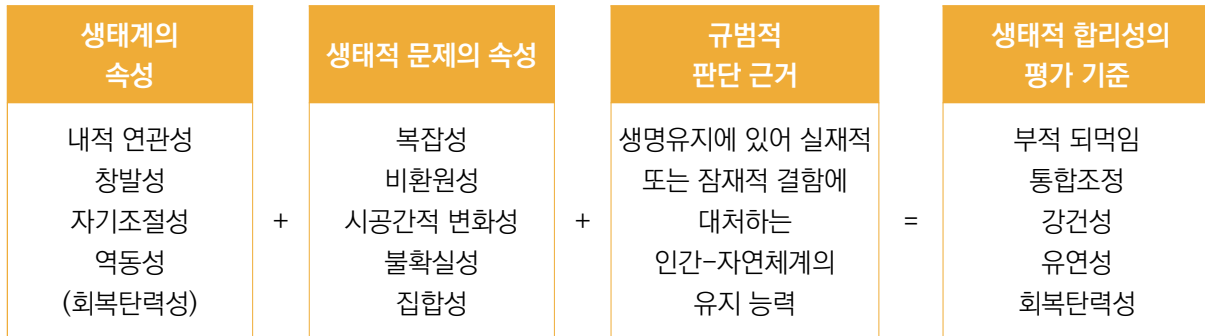 생태계의
속성
내적 연관성
창발성
자기조절성
역동성
(회복탄력성)
+
생태적 문제의 속성
복잡성
비환원성
시공간적 변화성
불확실성
집합성
+
규범적
판단 근거
생명유지에 있어 실재적
또는 잠재적 결함에
대처하는
인간-자연체계의
유지 능력
=
생태적 합리성의
평가 기준
부적 되먹임
통합조정
강건성
유연성
회복탄력성